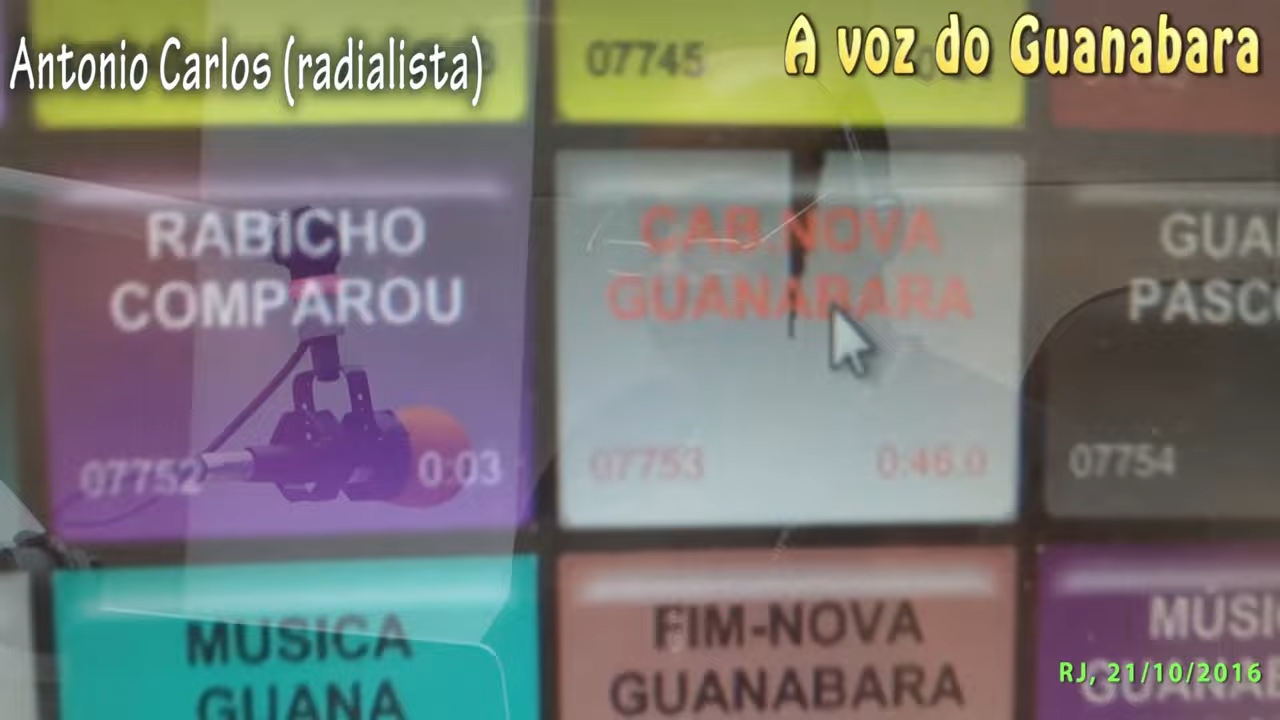 Antonio Carlos (radialista)
A voz do Guanabara
07745
RABICHO
COMPAROU
07752 0:03
CAB.NOVA
GUANABARA
07753 0:46.0
07754
MUSICA
GUANA
FIM-NOVA
GUANABARA
RJ, 21/10/2016